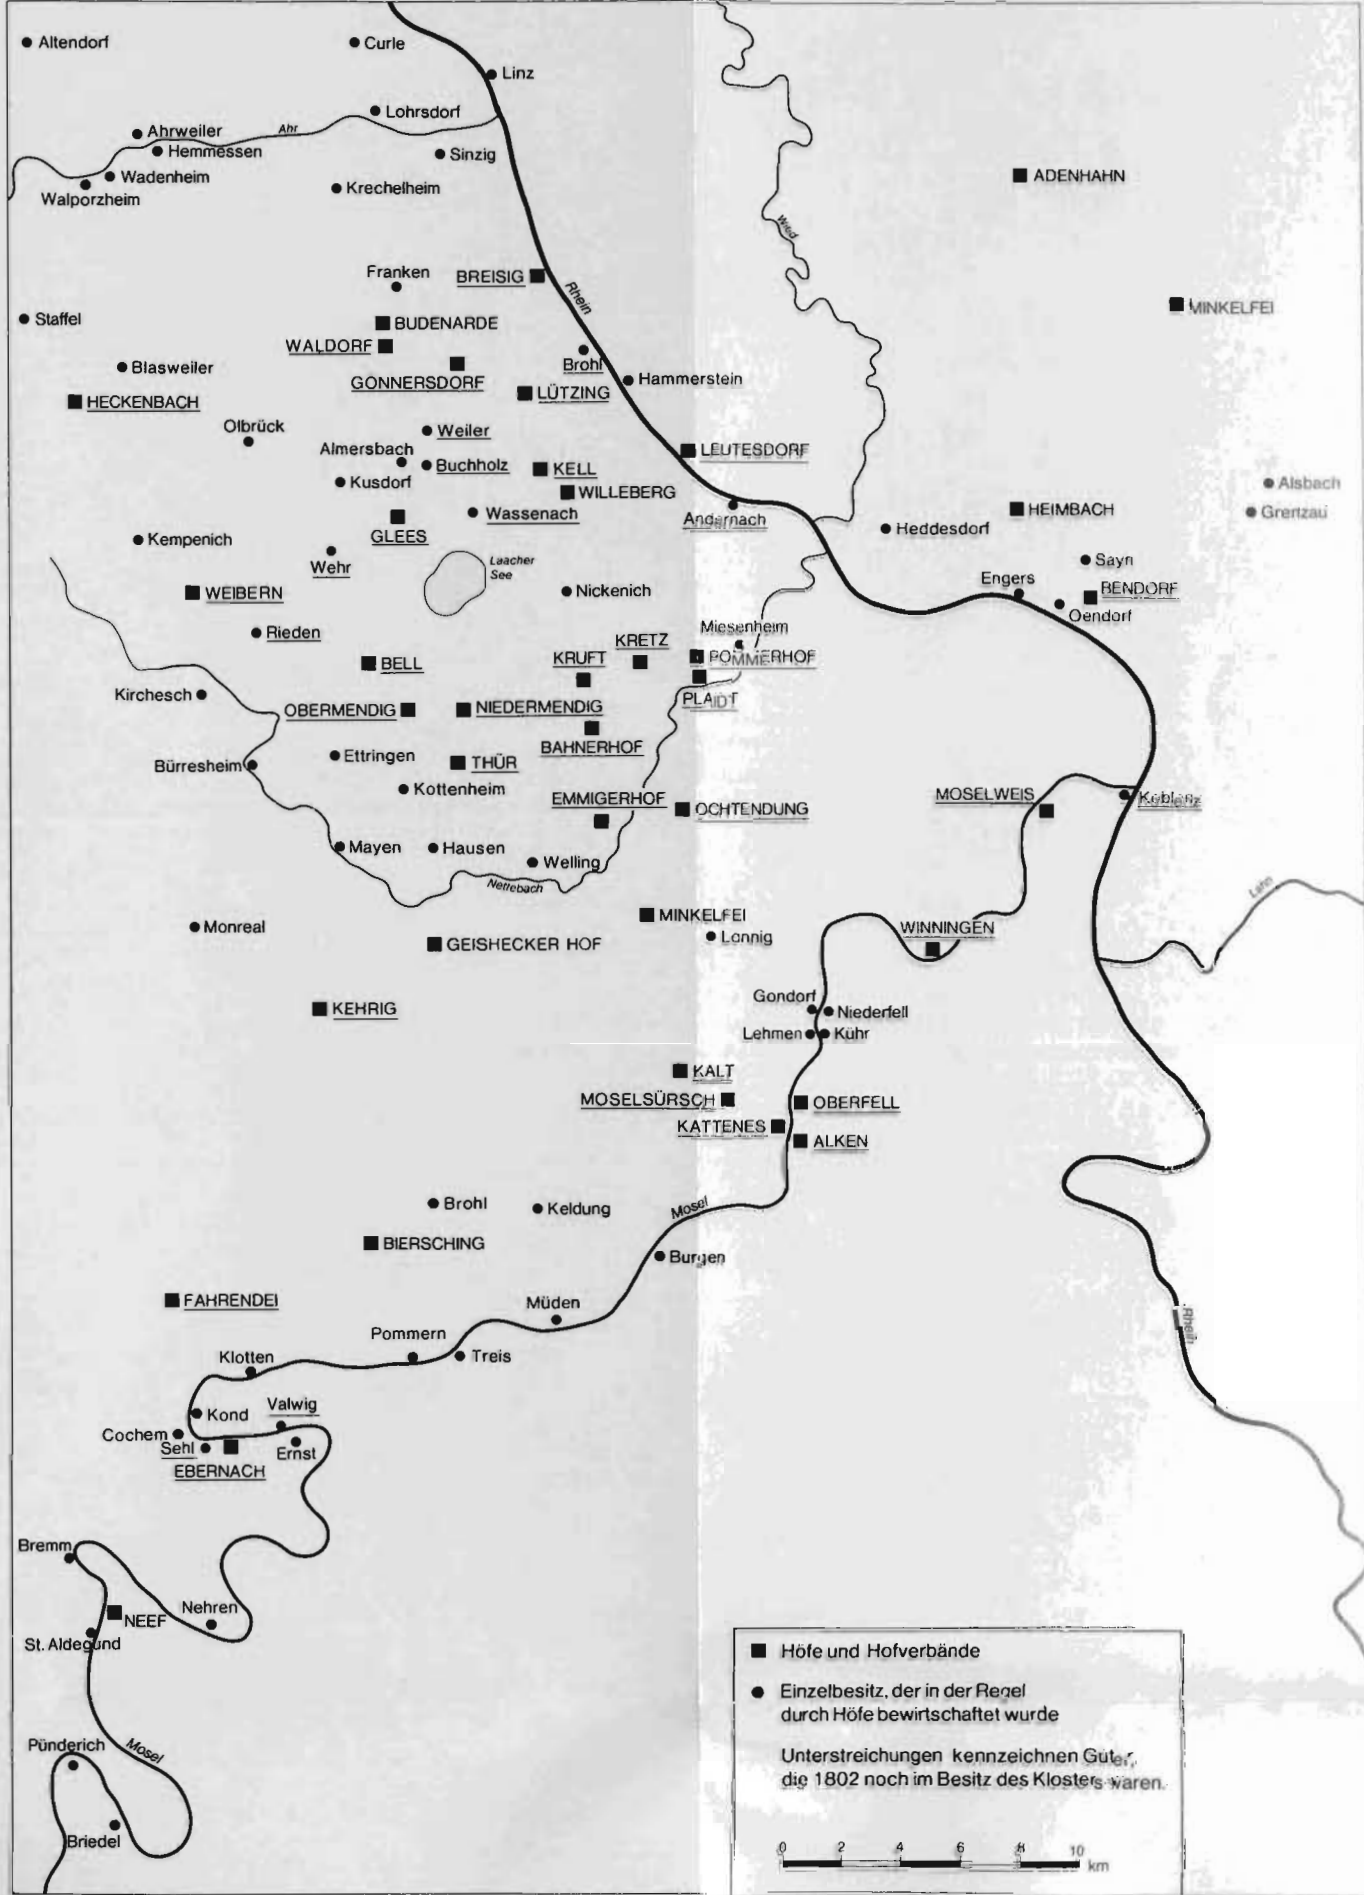 Altendorf
Curle
Linz
Lohrsdorf
Ahr
Ahrweiler
Hemmessen
Sinzig
Wadenheim
Walporzheim
Krechelheim
ADENHAHN
Wied
Franken
BREISIG
Rhein
MINKELFEI
Staffel
BUDENARDE
WALDORF
Brohl
Blasweiler
GONNERSDORF
Hammerstein
LÜTZING
HECKENBACH
Olbrück
Weiler
Almersbach
LEUTESDORF
Buchholz
KELL
Kusdorf
WILLEBERG
Alsbach
Wassenach
Andernach
HEIMBACH
Grenzau
GLEES
Heddesdorf
Kempenich
Wehr
Laacher
See
Sayn
WEIBERN
Nickenich
Engers
RENDORF
Oendorf
Rieden
Miesenheim
KRETZ
BELL
KRUFT
POMMERHOF
Kirchesch
PLAIDT
OBERMENDIG
NIEDERMENDIG
BAHNERHOF
Ettringen
THÜR
Bürresheim
Kottenheim
EMMIGERHOF
OCHTENDUNG
MOSELWEIS
Koblenz
Mayen
Hausen
Welling
Nettebach
Lahn
MINKELFEI
Monreal
GEISHECKER HOF
Lonnig
WINNINGEN
Gondorf
Niederfell
KEHRIG
Lehmen
Kühr
KALT
MOSELSÜRSCH
OBERFELL
KATTENES
ALKEN
Brohl
Keldung
Mosel
BIERSCHING
Burgen
FAHRENDEI
Müden
Rhein
Pommern
Treis
Klotten
Kond
Valwig
Cochem
Sehl
Ernst
EBERNACH
Bremm
Nehren
NEEF
St. Aldegund
Mosel
Pünderich
Briedel
Höfe und Hofverbände
Einzelbesitz, der in der Regel
durch Höfe bewirtschaftet wurde
Unterstreichungen kennzeichnen Güter,
die 1802 noch im Besitz des Klosters waren.
0 2 4 6 8 10
km